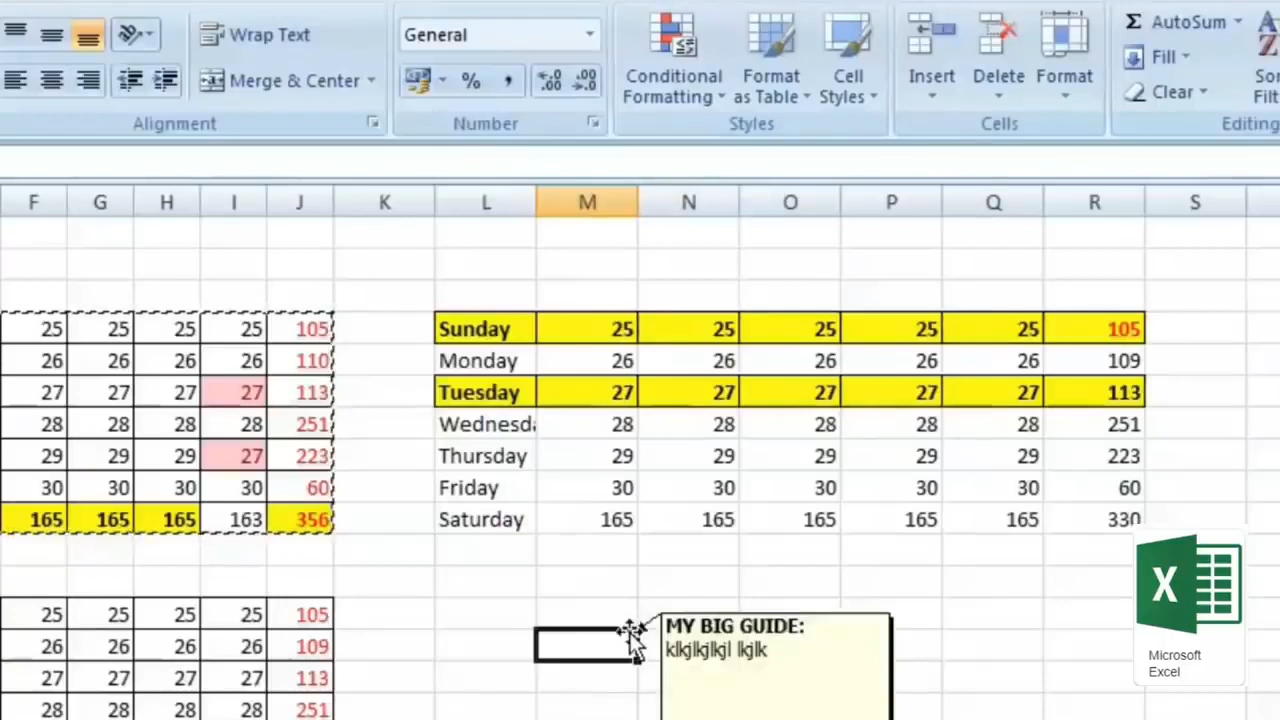 Wrap Text
General
Merge & Center
%
,
.00
.00
Conditional
Formatting
Format
as Table
Cell
Styles
Insert
Delete
Format
Σ AutoSum
Fill
Clear
A
Z
Sor
Filt
Alignment
Number
Styles
Cells
Editing
F G H I J K L M N O P Q R S
25 25 25 25 105 Sunday 25 25 25 25 25 105
26 26 26 26 110 Monday 26 26 26 26 26 109
27 27 27 27 113 Tuesday 27 27 27 27 27 113
28 28 28 28 251 Wednesda 28 28 28 28 28 251
29 29 29 27 223 Thursday 29 29 29 29 29 223
30 30 30 30 60 Friday 30 30 30 30 30 60
165 165 165 163 356 Saturday 165 165 165 165 165 330
25 25 25 25 105
26 26 26 26 109
27 27 27 27 113
28 28 28 28 251
MY BIG GUIDE:
klkjlkjlkjl lkjlk
X
Microsoft
Excel